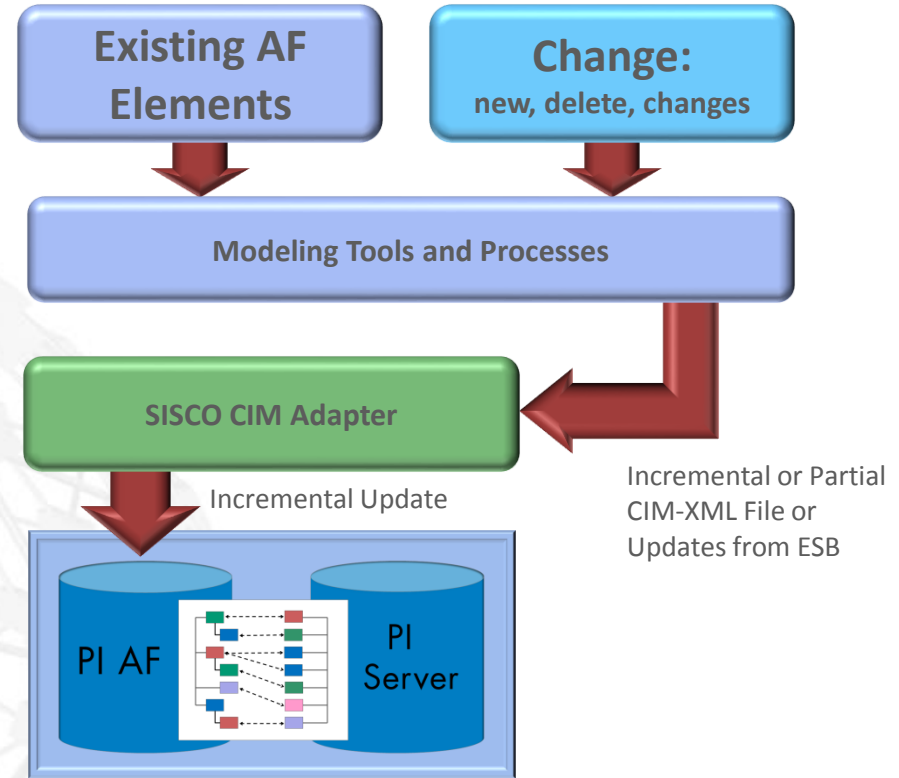 Existing AF
Elements
Change:
new, delete, changes
Modeling Tools and Processes
SISCO CIM Adapter
Incremental Update
Incremental or Partial
CIM-XML File or
Updates from ESB
PI AF
PI
Server